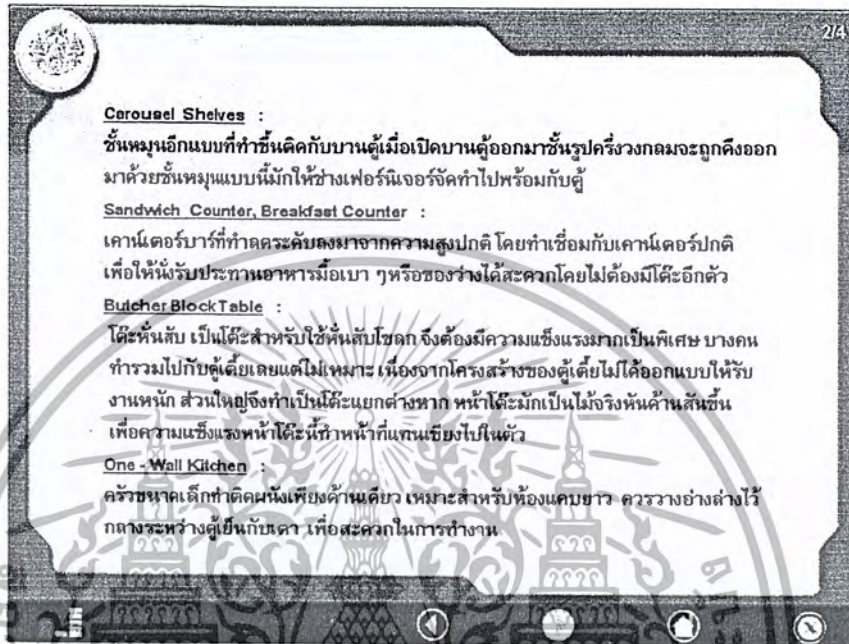 2/4
Carousel Shelves :
ชั้นหมุนอีกแบบที่ทำขึ้นติดกับบานตู้เมื่อเปิดบานตู้ออกมาชั้นรูปครึ่งวงกลมจะถูกดึงออก
มาด้วยชั้นหมุนแบบนี้มักให้ช่างเฟอร์นิเจอร์จัดทำไปพร้อมกับตู้
Sandwich Counter, Breakfast Counter :
เคาน์เตอร์บาร์ที่ทำลดระดับลงมาจากความสูงปกติ โดยทำเชื่อมกับเคาน์เตอร์ปกติ
เพื่อให้นั่งรับประทานอาหารมื้อเบา ๆหรือของว่างได้สะดวกโดยไม่ต้องมีโต๊ะอีกตัว
Butcher Block Table :
โต๊ะหั่นสับ เป็นโต๊ะสำหรับใช้หั่นสับโขลก จึงต้องมีความแข็งแรงมากเป็นพิเศษ บางคน
ทำรวมไปกับตู้เตี้ยเลยแต่ไม่เหมาะ เนื่องจากโครงสร้างของตู้เตี้ยไม่ได้ออกแบบให้รับ
งานหนัก ส่วนใหญ่จึงทำเป็นโต๊ะแยกต่างหาก หน้าโต๊ะมักเป็นไม้จริงหันด้านสันขึ้น
เพื่อความแข็งแรงหน้าโต๊ะนี้ทำหน้าที่แทนเขียงไปในตัว
One - Wall Kitchen :
ครัวขนาดเล็กทำติดผนังเพียงด้านเดียว เหมาะสำหรับห้องแคบยาว ควรวางอ่างล่างไว้
กลางระหว่างตู้เย็นกับเตา เพื่อสะดวกในการทำงาน